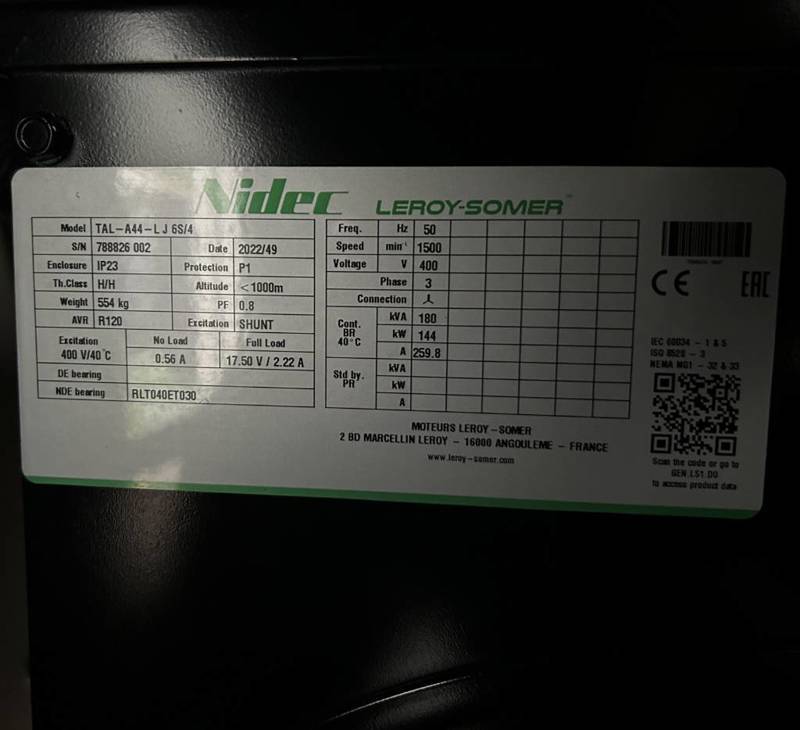 Nidec LEROY-SOMER
Model TAL-A44-L J 6S/4
S/N 788826 002 Date 2022/49
Enclosure IP23 Protection P1
Th.Class H/H Altitude <1000m
Weight 554 kg PF 0.8
AVR R120 Excitation SHUNT
Excitation No Load Full Load
400 V/40°C 0.56 A 17.50 V / 2.22 A
DE bearing
NDE bearing RLT040ET030
Freq. Hz 50
Speed min⁻¹ 1500
Voltage V 400
Phase 3
Connection
Cont. BR 40°C kVA 180
kW 144
A 259.8
Std by. PR kVA
kW
A
MOTEURS LEROY-SOMER
2 BD MARCELLIN LEROY - 16000 ANGOULEME - FRANCE
www.leroy-somer.com
CE EAC
IEC 60034 - 1 & 5
ISO 8528 - 3
NEMA MG1 - 32 & 33
Scan the code or go to
GEN.LS1.DO
to access product data